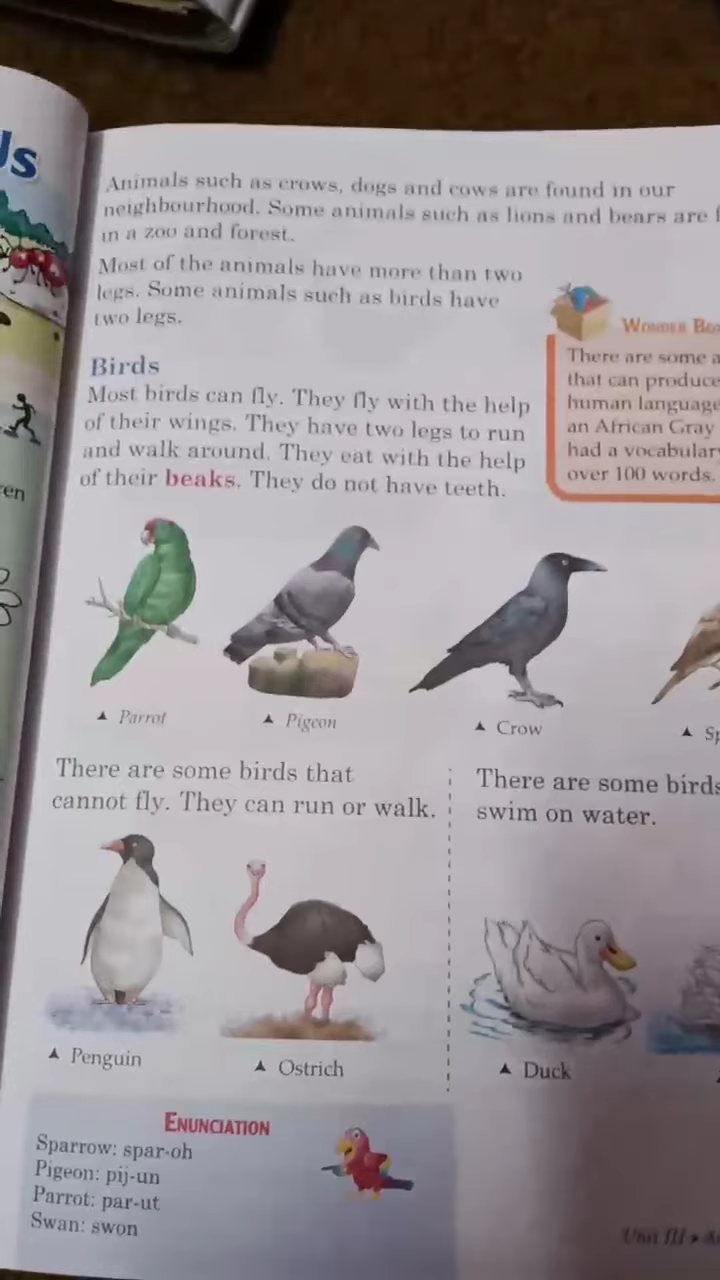 Us
Animals such as crows, dogs and cows are found in our
neighbourhood. Some animals such as lions and bears are
in a zoo and forest.
Most of the animals have more than two
legs. Some animals such as birds have
two legs.
Birds
Most birds can fly. They fly with the help
of their wings. They have two legs to run
and walk around. They eat with the help
of their beaks. They do not have teeth.
WONDER
There are some
that can produce
human language
an African Gray
had a vocabulary
over 100 words.
▲ Parrot
▲ Pigeon
▲ Crow
▲ Sp
There are some birds that
cannot fly. They can run or walk.
There are some birds
swim on water.
▲ Penguin
▲ Ostrich
▲ Duck
ENUNCIATION
Sparrow: spar-oh
Pigeon: pij-un
Parrot: par-ut
Swan: swon
Unit III